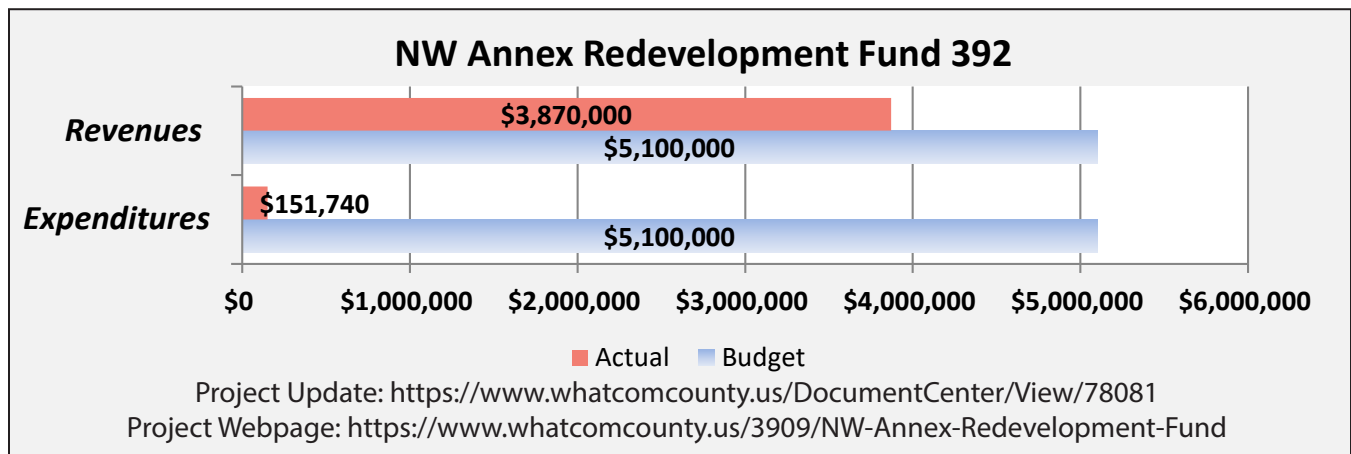 NW Annex Redevelopment Fund 392
Revenues
$3,870,000
$5,100,000
Expenditures
$151,740
$5,100,000
$0 $1,000,000 $2,000,000 $3,000,000 $4,000,000 $5,000,000 $6,000,000
Actual Budget
Project Update: https://www.whatcomcounty.us/DocumentCenter/View/78081
Project Webpage: https://www.whatcomcounty.us/3909/NW-Annex-Redevelopment-Fund